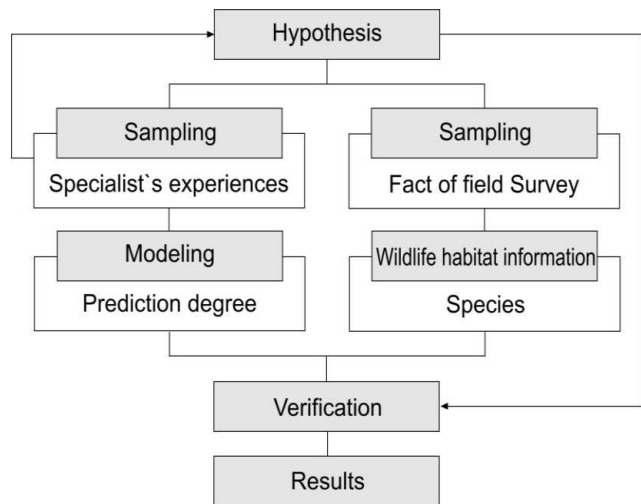 Hypothesis
Sampling
Specialist`s experiences
Sampling
Fact of field Survey
Modeling
Prediction degree
Wildlife habitat information
Species
Verification
Results